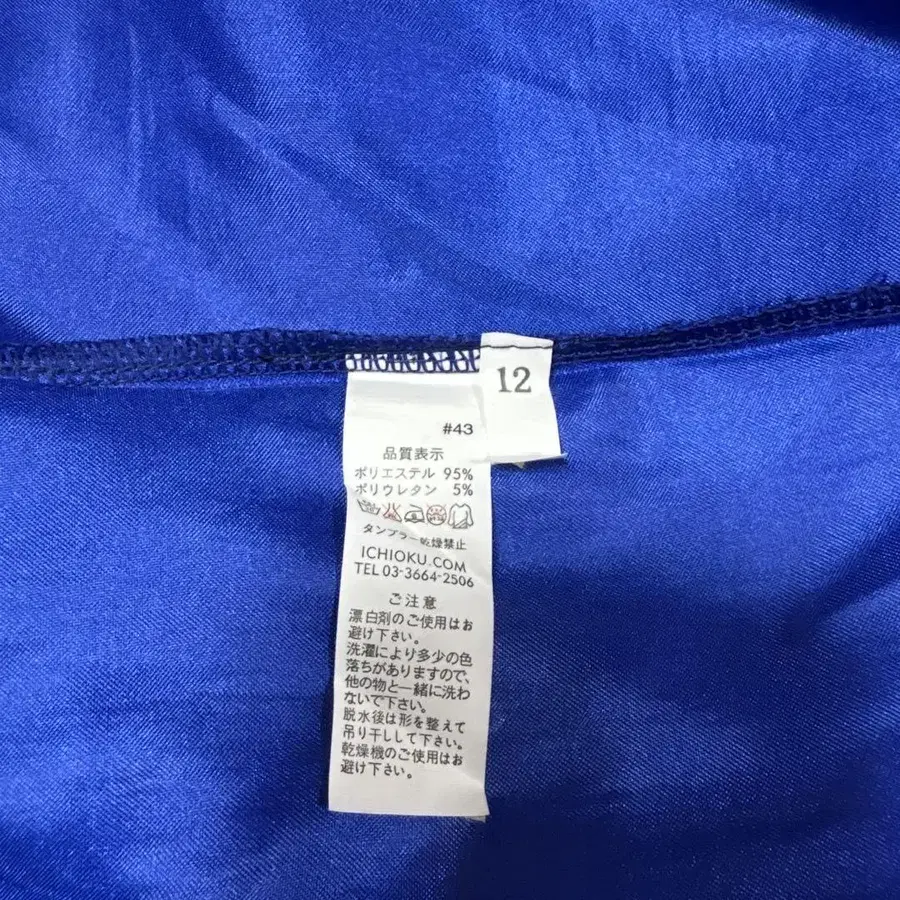 12
#43
品質表示
ポリエステル 95%
ポリウレタン 5%
タンブラー乾燥禁止
ICHIOKU.COM
TEL 03-3664-2506
ご注意
漂白剤のご使用はお
避け下さい。
洗濯により多少の色
落ちがありますので、
他の物と一緒に洗わ
ないで下さい。
脱水後は形を整えて
吊り干しして下さい。
乾燥機のご使用はお
避け下さい。